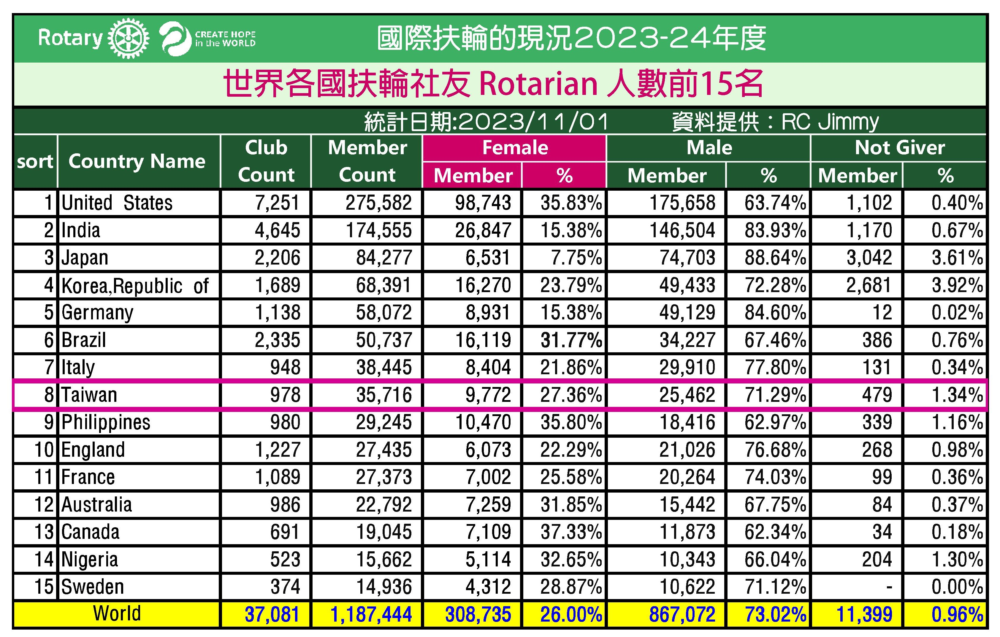 Rotary CREATE HOPE in the WORLD 國際扶輪的現況2023-24年度
世界各國扶輪社友 Rotarian 人數前15名
統計日期:2023/11/01 資料提供：RC Jimmy
sort Country Name Club Count Member Count Female Male Not Giver
Member % Member % Member %
1 United States 7,251 275,582 98,743 35.83% 175,658 63.74% 1,102 0.40%
2 India 4,645 174,555 26,847 15.38% 146,504 83.93% 1,170 0.67%
3 Japan 2,206 84,277 6,531 7.75% 74,703 88.64% 3,042 3.61%
4 Korea,Republic of 1,689 68,391 16,270 23.79% 49,433 72.28% 2,681 3.92%
5 Germany 1,138 58,072 8,931 15.38% 49,129 84.60% 12 0.02%
6 Brazil 2,335 50,737 16,119 31.77% 34,227 67.46% 386 0.76%
7 Italy 948 38,445 8,404 21.86% 29,910 77.80% 131 0.34%
8 Taiwan 978 35,716 9,772 27.36% 25,462 71.29% 479 1.34%
9 Philippines 980 29,245 10,470 35.80% 18,416 62.97% 339 1.16%
10 England 1,227 27,435 6,073 22.29% 21,026 76.68% 268 0.98%
11 France 1,089 27,373 7,002 25.58% 20,264 74.03% 99 0.36%
12 Australia 986 22,792 7,259 31.85% 15,442 67.75% 84 0.37%
13 Canada 691 19,045 7,109 37.33% 11,873 62.34% 34 0.18%
14 Nigeria 523 15,662 5,114 32.65% 10,343 66.04% 204 1.30%
15 Sweden 374 14,936 4,312 28.87% 10,622 71.12% - 0.00%
World 37,081 1,187,444 308,735 26.00% 867,072 73.02% 11,399 0.96%